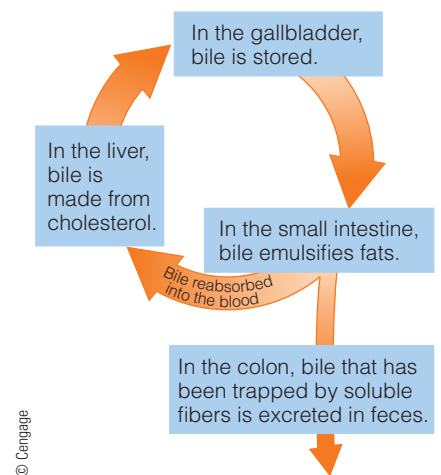 In the gallbladder,
bile is stored.
In the liver,
bile is
made from
cholesterol.
In the small intestine,
bile emulsifies fats.
Bile reabsorbed
into the blood
In the colon, bile that has
been trapped by soluble
fibers is excreted in feces.
© Cengage